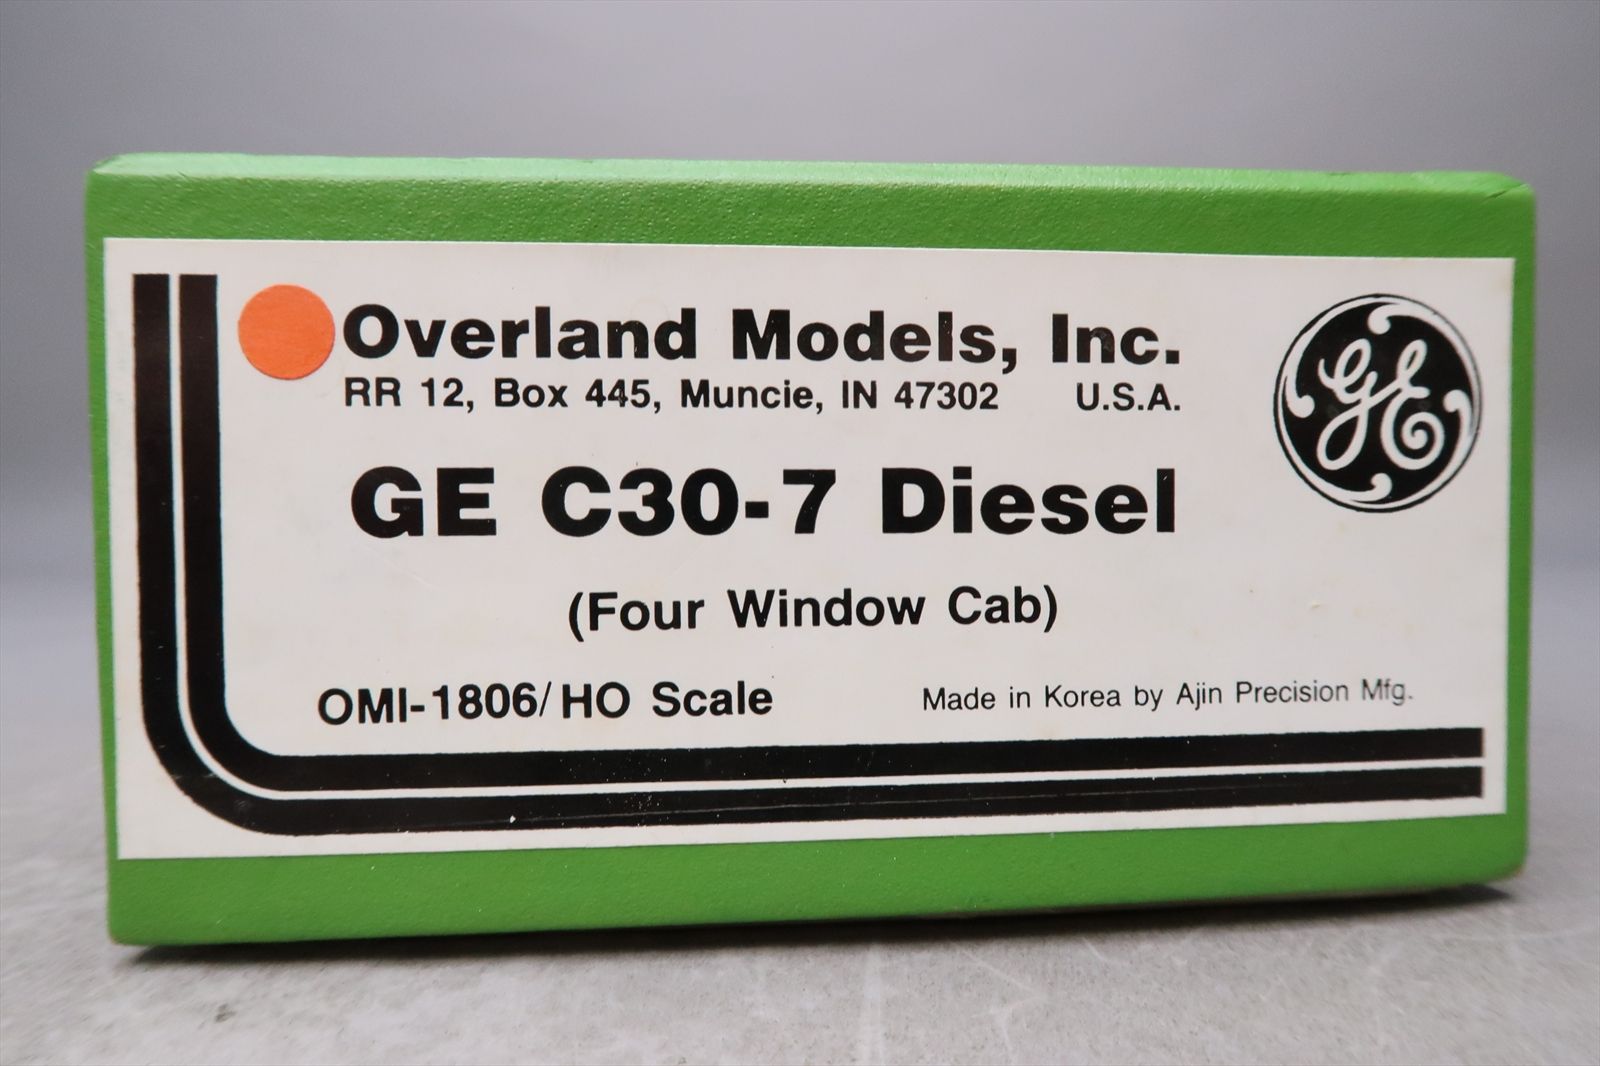 Overland Models, Inc.
RR 12, Box 445, Muncie, IN 47302 U.S.A.
GE
GE C30-7 Diesel
(Four Window Cab)
OMI-1806/HO Scale
Made in Korea by Ajin Precision Mfg.